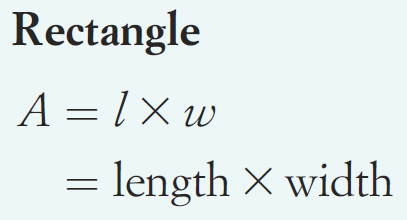 Rectangle
A = l × w
= length × width